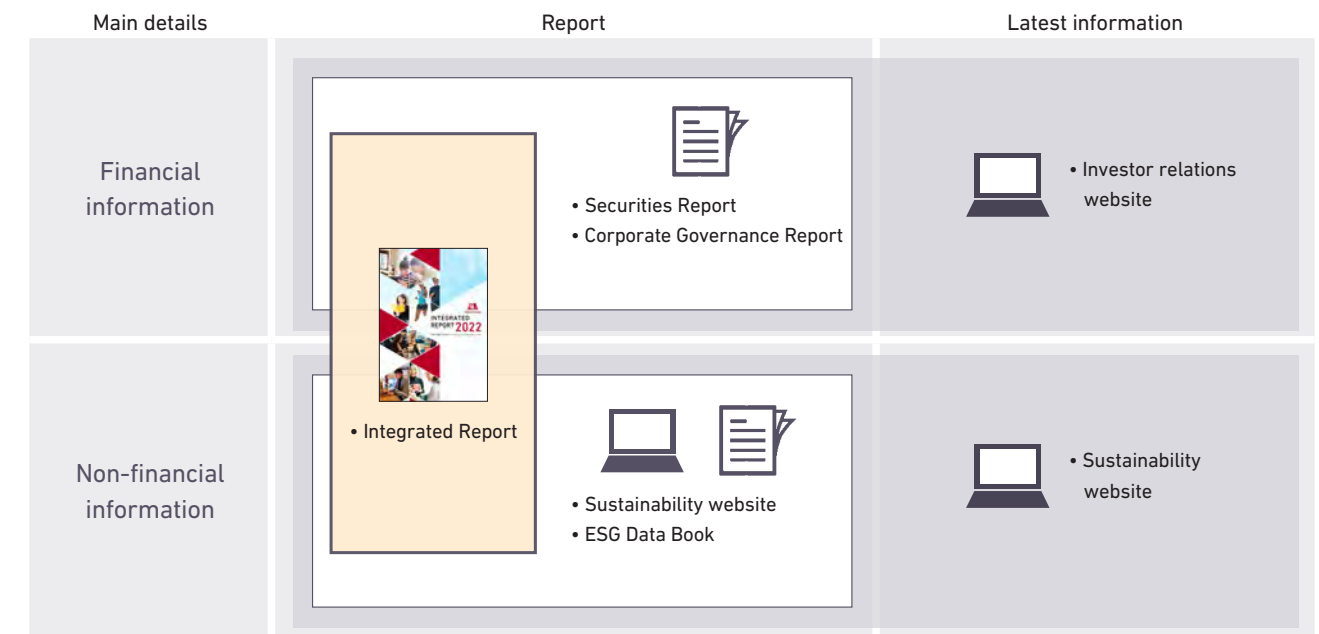 Main details
Report
Latest information
Financial
information
• Securities Report
• Corporate Governance Report
• Investor relations
website
INTEGRATED
REPORT 2022
• Integrated Report
Non-financial
information
• Sustainability website
• ESG Data Book
• Sustainability
website